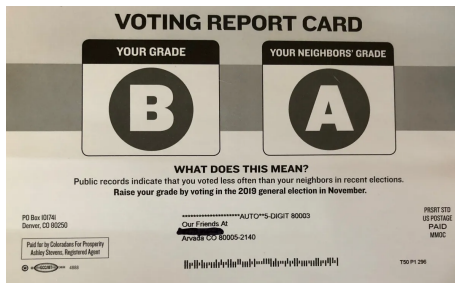 VOTING REPORT CARD
YOUR GRADE
B
YOUR NEIGHBORS' GRADE
A
WHAT DOES THIS MEAN?
Public records indicate that you voted less often than your neighbors in recent elections.
Raise your grade by voting in the 2019 general election in November.
PO Box 101741
Denver, CO 80250
Paid for by Coloradans For Prosperity
Ashley Stevens, Registered Agent
**********************AUTO**5-DIGIT 80003
Our Friends At
Arvada CO 80005-2140
PRSRT STD
US POSTAGE
PAID
MMOC
T50 P1 296